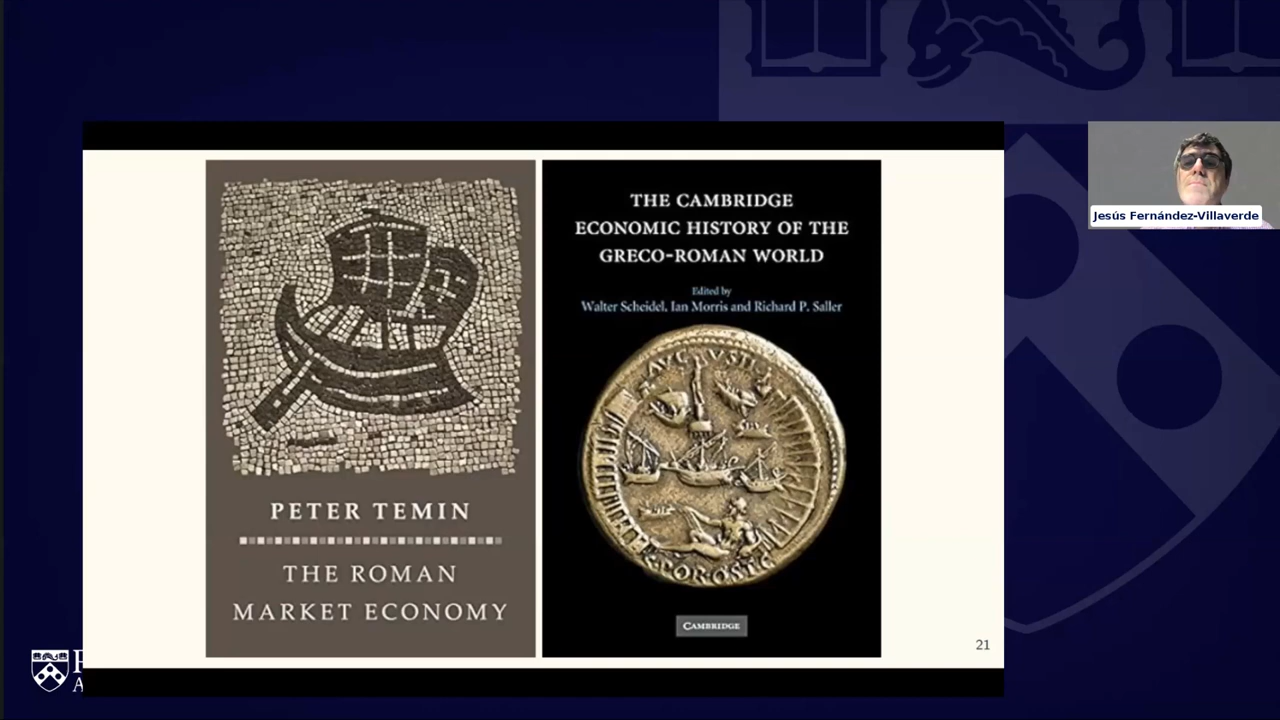 PETER TEMIN
THE ROMAN
MARKET ECONOMY
THE CAMBRIDGE
ECONOMIC HISTORY OF THE
GRECO-ROMAN WORLD
Edited by
Walter Scheidel, Ian Morris and Richard P. Saller
AVGVSTI
CAMBRIDGE
21
Jesús Fernández-Villaverde